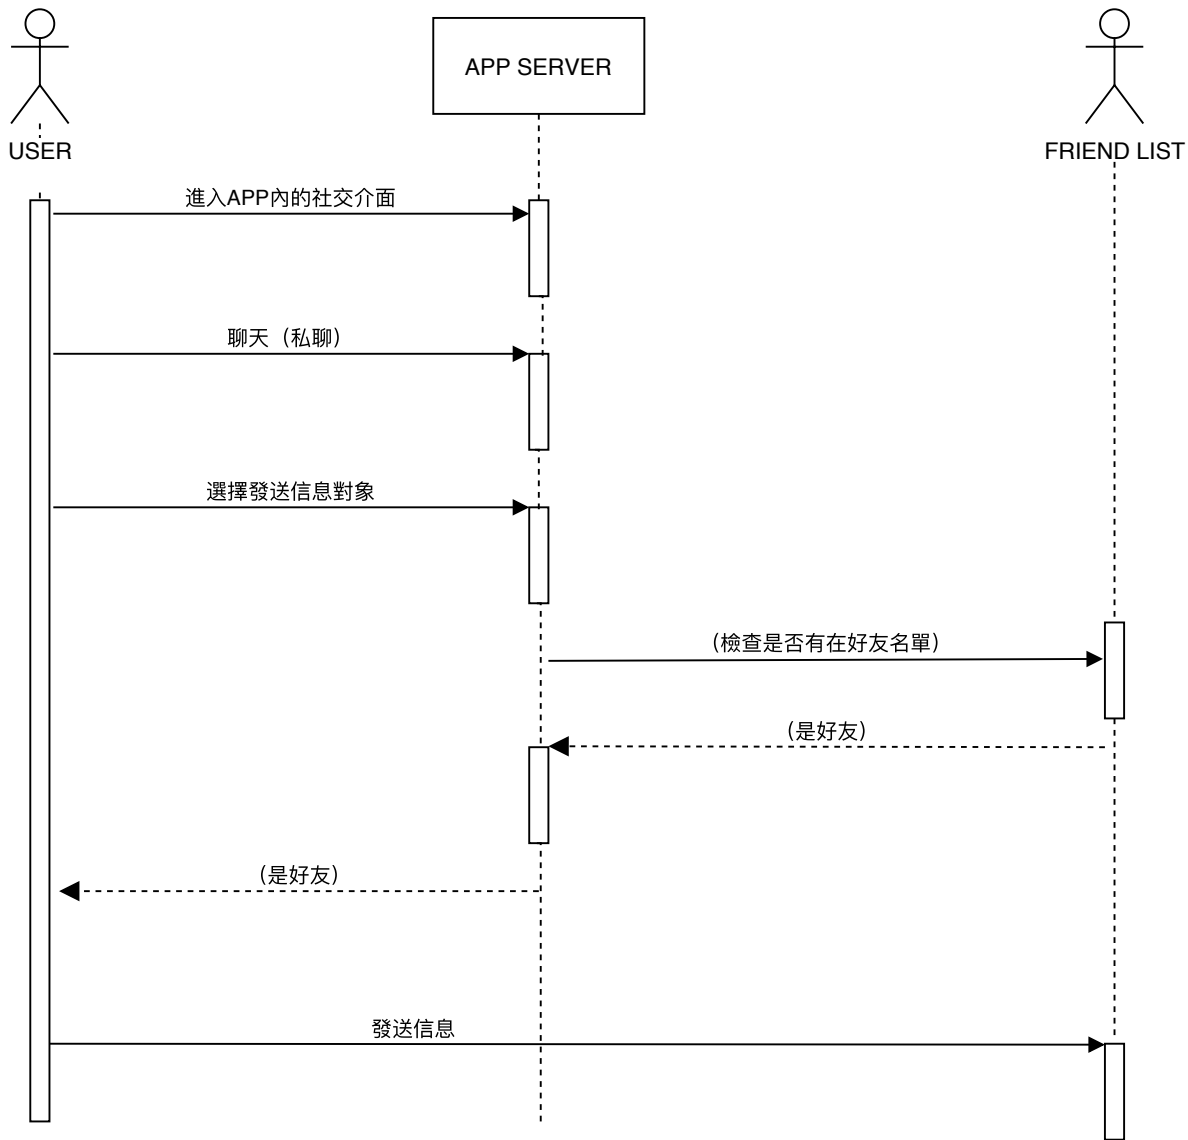 APP SERVER
USER
FRIEND LIST
進入APP內的社交介面
聊天（私聊）
選擇發送信息對象
（檢查是否有在好友名單）
（是好友）
（是好友）
發送信息